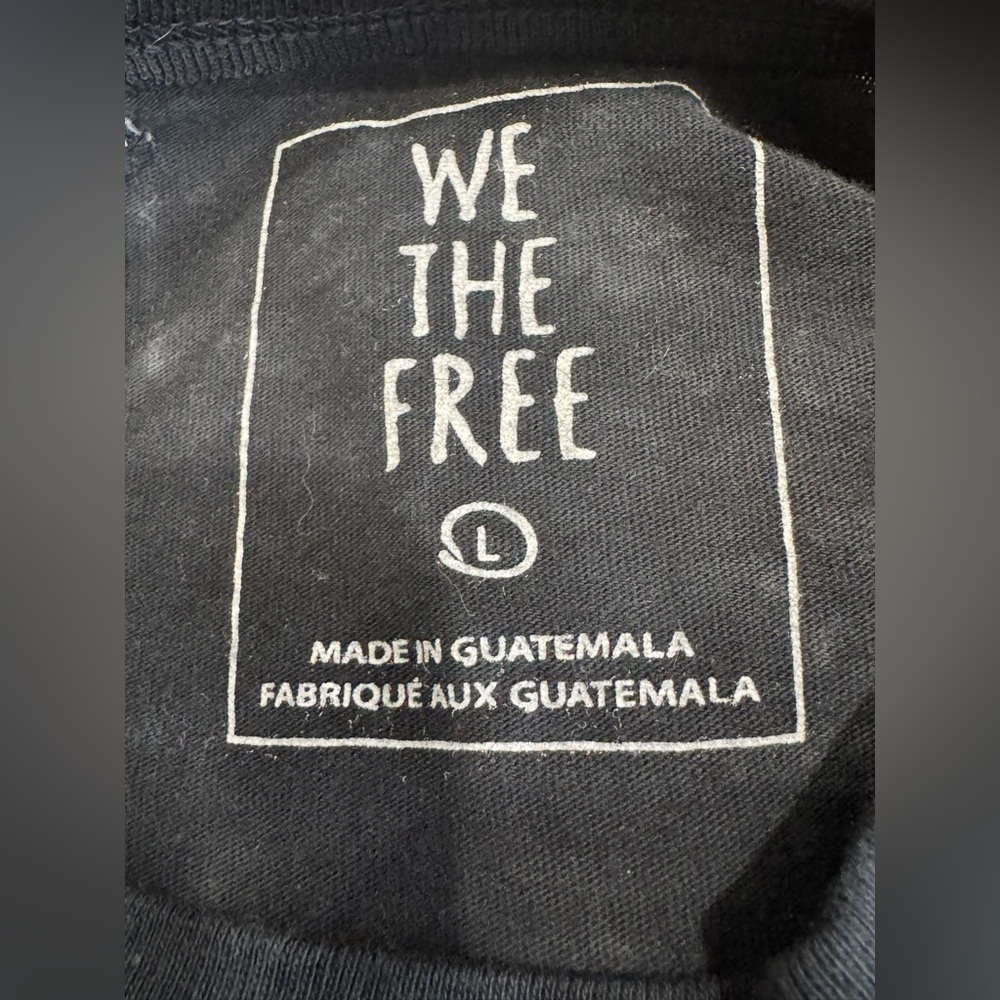 WE
THE
FREE
L
MADE IN GUATEMALA
FABRIQUÉ AUX GUATEMALA